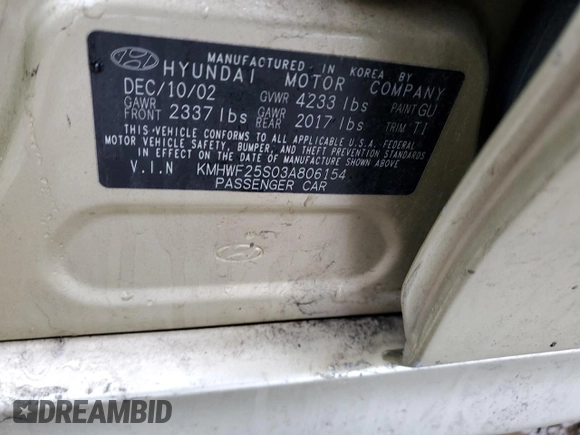 MANUFACTURED IN KOREA BY
HYUNDAI MOTOR COMPANY
DEC/10/02 GVWR 4233 lbs PAINT GU
GAWR FRONT 2337 lbs GAWR REAR 2017 lbs TRIM TI
THIS VEHICLE CONFORMS TO ALL APPLICABLE U.S.A. FEDERAL
MOTOR VEHICLE SAFETY, BUMPER, AND THEFT PREVENTION STANDARDS
IN EFFECT ON THE DATE OF MANUFACTURE SHOWN ABOVE
V.I.N KMHWF25S03A806154
PASSENGER CAR
DREAMBID